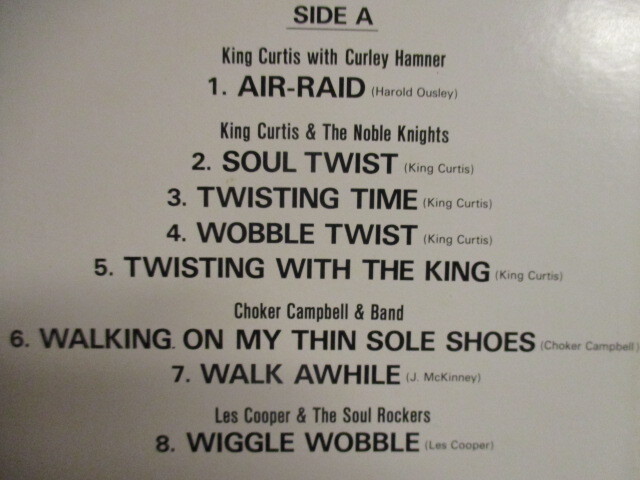 SIDE A
King Curtis with Curley Hamner
1. AIR-RAID (Harold Ousley)
King Curtis & The Noble Knights
2. SOUL TWIST (King Curtis)
3. TWISTING TIME (King Curtis)
4. WOBBLE TWIST (King Curtis)
5. TWISTING WITH THE KING (King Curtis)
Choker Campbell & Band
6. WALKING ON MY THIN SOLE SHOES (Choker Campbell)
7. WALK AWHILE (J. McKinney)
Les Cooper & The Soul Rockers
8. WIGGLE WOBBLE (Les Cooper)